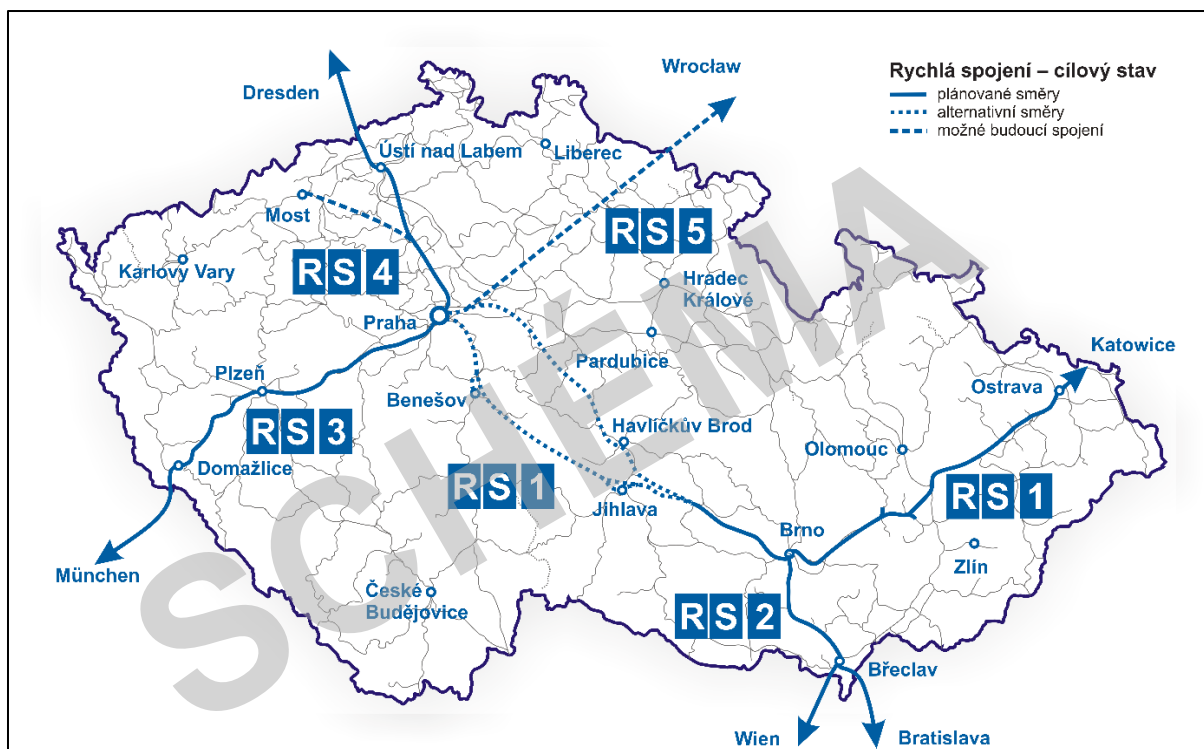 Wrocław
Rychlá spojení – cílový stav
plánované směry
alternativní směry
možné budoucí spojení
Dresden
Ústí nad Labem
Liberec
Most
RS 5
Karlovy Vary
RS 4
Hradec
Králové
Praha
Pardubice
Katowice
Plzeň
Ostrava
Benešov
RS 3
Havlíčkův Brod
Olomouc
Domažlice
RS 1
Jihlava
RS 1
Brno
Zlín
München
České
Budějovice
RS 2
Břeclav
Wien
Bratislava
SCHÉMA